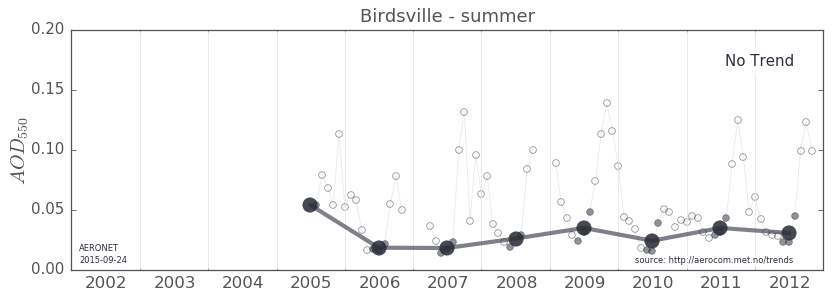 Birdsville - summer
No Trend
0.20
0.15
0.10
0.05
0.00
AOD550
AERONET
2015-09-24
source: http://aerocom.met.no/trends
2002 2003 2004 2005 2006 2007 2008 2009 2010 2011 2012